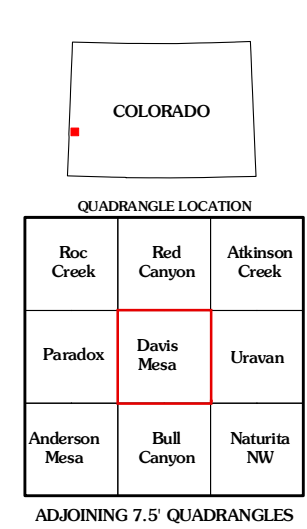 COLORADO
QUADRANGLE LOCATION
Roc Creek
Red Canyon
Atkinson Creek
Paradox
Davis Mesa
Uravan
Anderson Mesa
Bull Canyon
Naturita NW
ADJOINING 7.5' QUADRANGLES